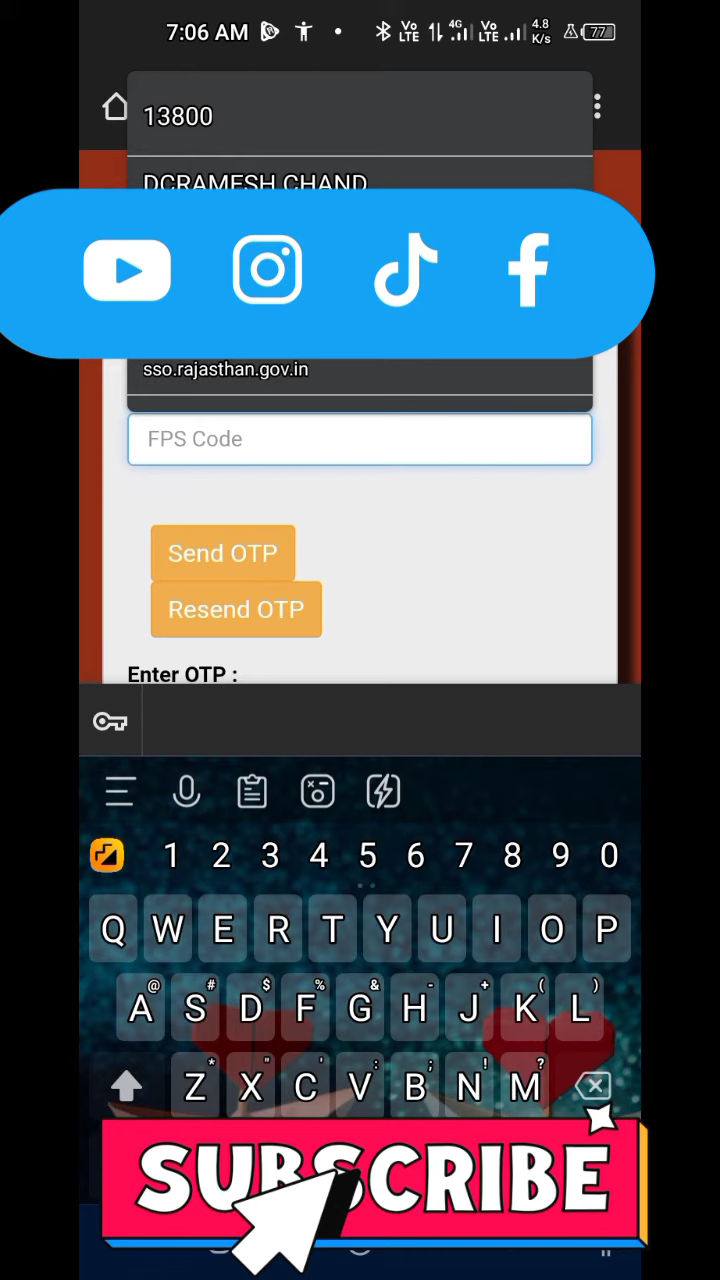 7:06 AM Vo LTE 4G Vo LTE 4.8 K/s 77
13800
DCRAMESH CHAND
sso.rajasthan.gov.in
FPS Code
Send OTP
Resend OTP
Enter OTP :
1 2 3 4 5 6 7 8 9 0
Q W E R T Y U I O P
@ # $ % & - + ( )
A S D F G H J K L
* " ' : ; ! ?
Z X C V B N M
SUBSCRIBE